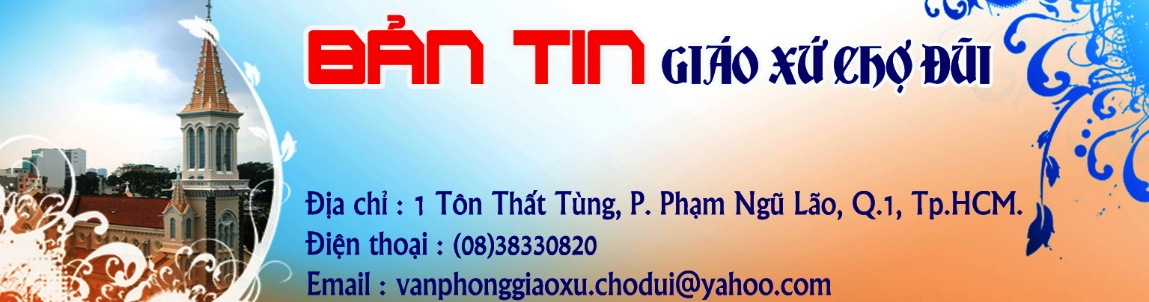 BẢN TIN GIÁO XỨ CHỢ ĐŨI
Địa chỉ : 1 Tôn Thất Tùng, P. Phạm Ngũ Lão, Q.1, Tp.HCM.
Điện thoại : (08)38330820
Email : vanphonggiaoxu.chodui@yahoo.com